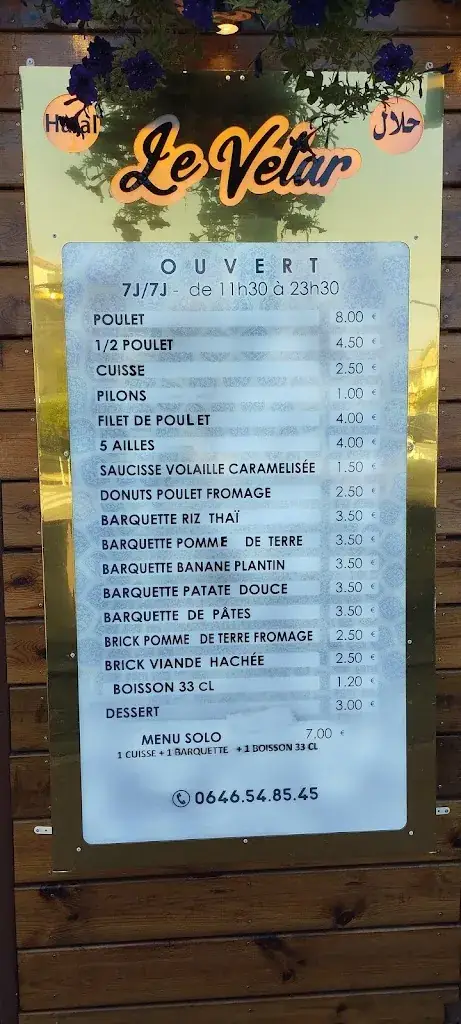 Halàl
حلال
Le Velar
OUVERT
7J/7J - de 11h30 à 23h30
POULET 8.00 €
1/2 POULET 4.50 €
CUISSE 2.50 €
PILONS 1.00 €
FILET DE POULET 4.00 €
5 AILLES 4.00 €
SAUCISSE VOLAILLE CARAMELISÉE 1.50 €
DONUTS POULET FROMAGE 2.50 €
BARQUETTE RIZ THAÏ 3.50 €
BARQUETTE POMME DE TERRE 3.50 €
BARQUETTE BANANE PLANTIN 3.50 €
BARQUETTE PATATE DOUCE 3.50 €
BARQUETTE DE PÂTES 3.50 €
BRICK POMME DE TERRE FROMAGE 2.50 €
BRICK VIANDE HACHÉE 2.50 €
BOISSON 33 CL 1.20 €
DESSERT 3.00 €
MENU SOLO 7.00 €
1 CUISSE + 1 BARQUETTE + 1 BOISSON 33 CL
0646.54.85.45